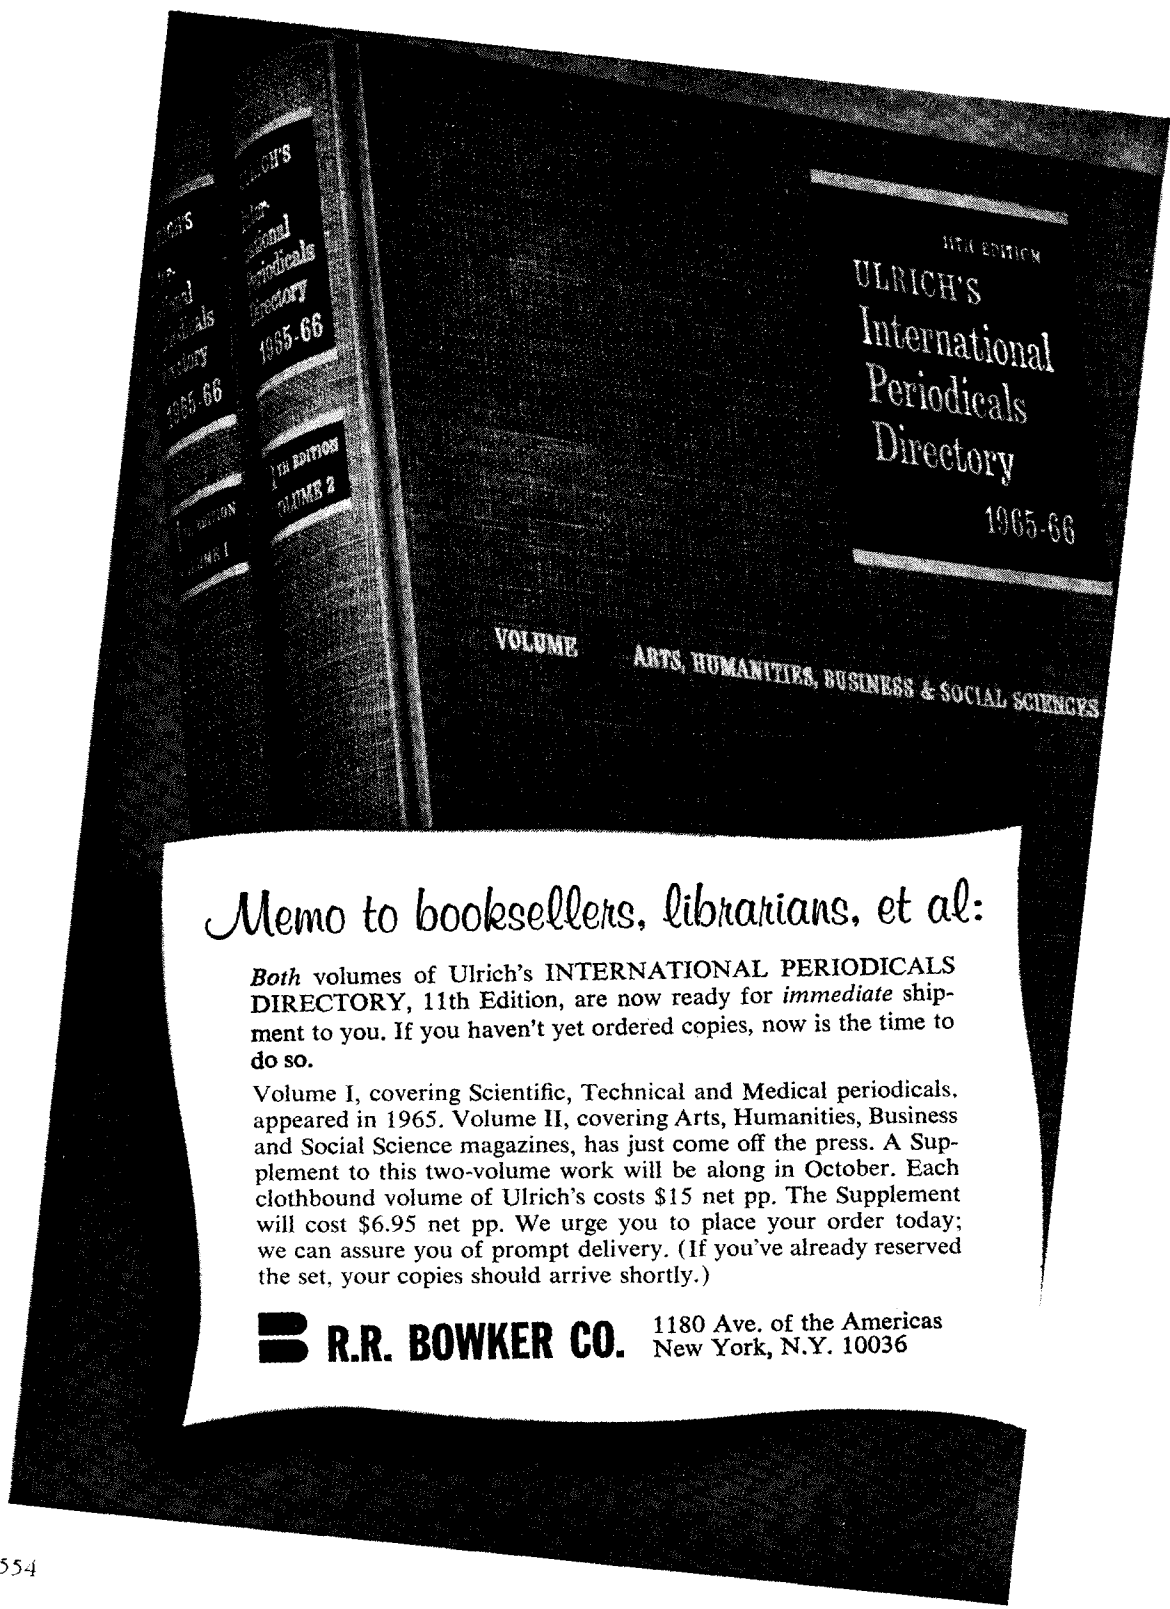 11TH EDITION
ULRICH'S
International
Periodicals
Directory
1965-66
VOLUME ARTS, HUMANITIES, BUSINESS & SOCIAL SCIENCES
1965-66
1965-66
EDITION
VOLUME 2
Memo to booksellers, librarians, et al:
Both volumes of Ulrich's INTERNATIONAL PERIODICALS
DIRECTORY, 11th Edition, are now ready for immediate ship-
ment to you. If you haven't yet ordered copies, now is the time to
do so.
Volume I, covering Scientific, Technical and Medical periodicals,
appeared in 1965. Volume II, covering Arts, Humanities, Business
and Social Science magazines, has just come off the press. A Sup-
plement to this two-volume work will be along in October. Each
clothbound volume of Ulrich's costs $15 net pp. The Supplement
will cost $6.95 net pp. We urge you to place your order today;
we can assure you of prompt delivery. (If you've already reserved
the set, your copies should arrive shortly.)
R.R. BOWKER CO.
1180 Ave. of the Americas
New York, N.Y. 10036
554